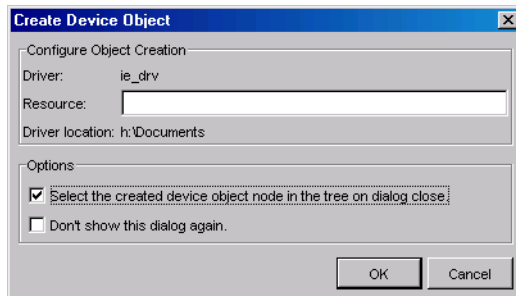 Create Device Object
Configure Object Creation
Driver: ie_drv
Resource:
Driver location: h:\Documents
Options
Select the created device object node in the tree on dialog close.
Don't show this dialog again.
OK Cancel